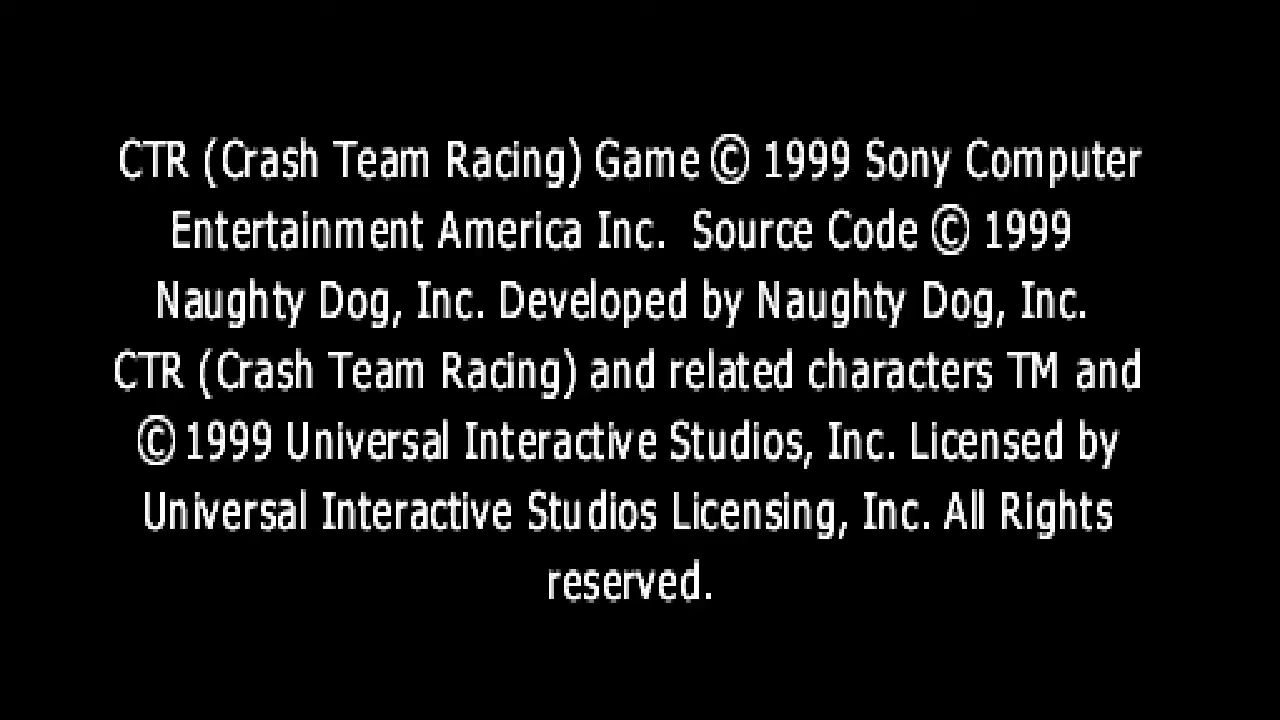 CTR (Crash Team Racing) Game © 1999 Sony Computer
Entertainment America Inc.  Source Code © 1999
Naughty Dog, Inc. Developed by Naughty Dog, Inc.
CTR (Crash Team Racing) and related characters TM and
© 1999 Universal Interactive Studios, Inc. Licensed by
Universal Interactive Studios Licensing, Inc. All Rights
reserved.